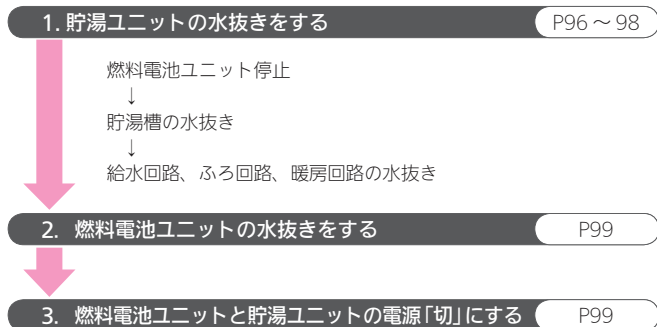 1. 貯湯ユニットの水抜きをする P96～98
燃料電池ユニット停止
↓
貯湯槽の水抜き
↓
給水回路、ふろ回路、暖房回路の水抜き
2. 燃料電池ユニットの水抜きをする P99
3. 燃料電池ユニットと貯湯ユニットの電源「切」にする P99